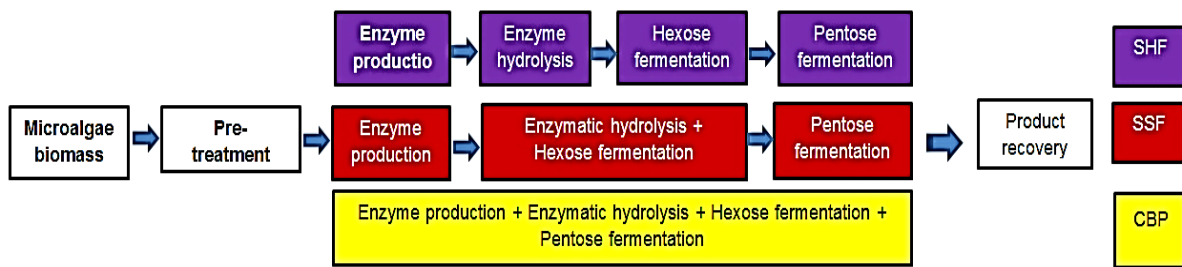 Enzyme
productio
Enzyme
hydrolysis
Hexose
fermentation
Pentose
fermentation
SHF
Microalgae
biomass
Pre-
treatment
Enzyme
production
Enzymatic hydrolysis +
Hexose fermentation
Pentose
fermentation
Product
recovery
SSF
Enzyme production + Enzymatic hydrolysis + Hexose fermentation +
Pentose fermentation
CBP